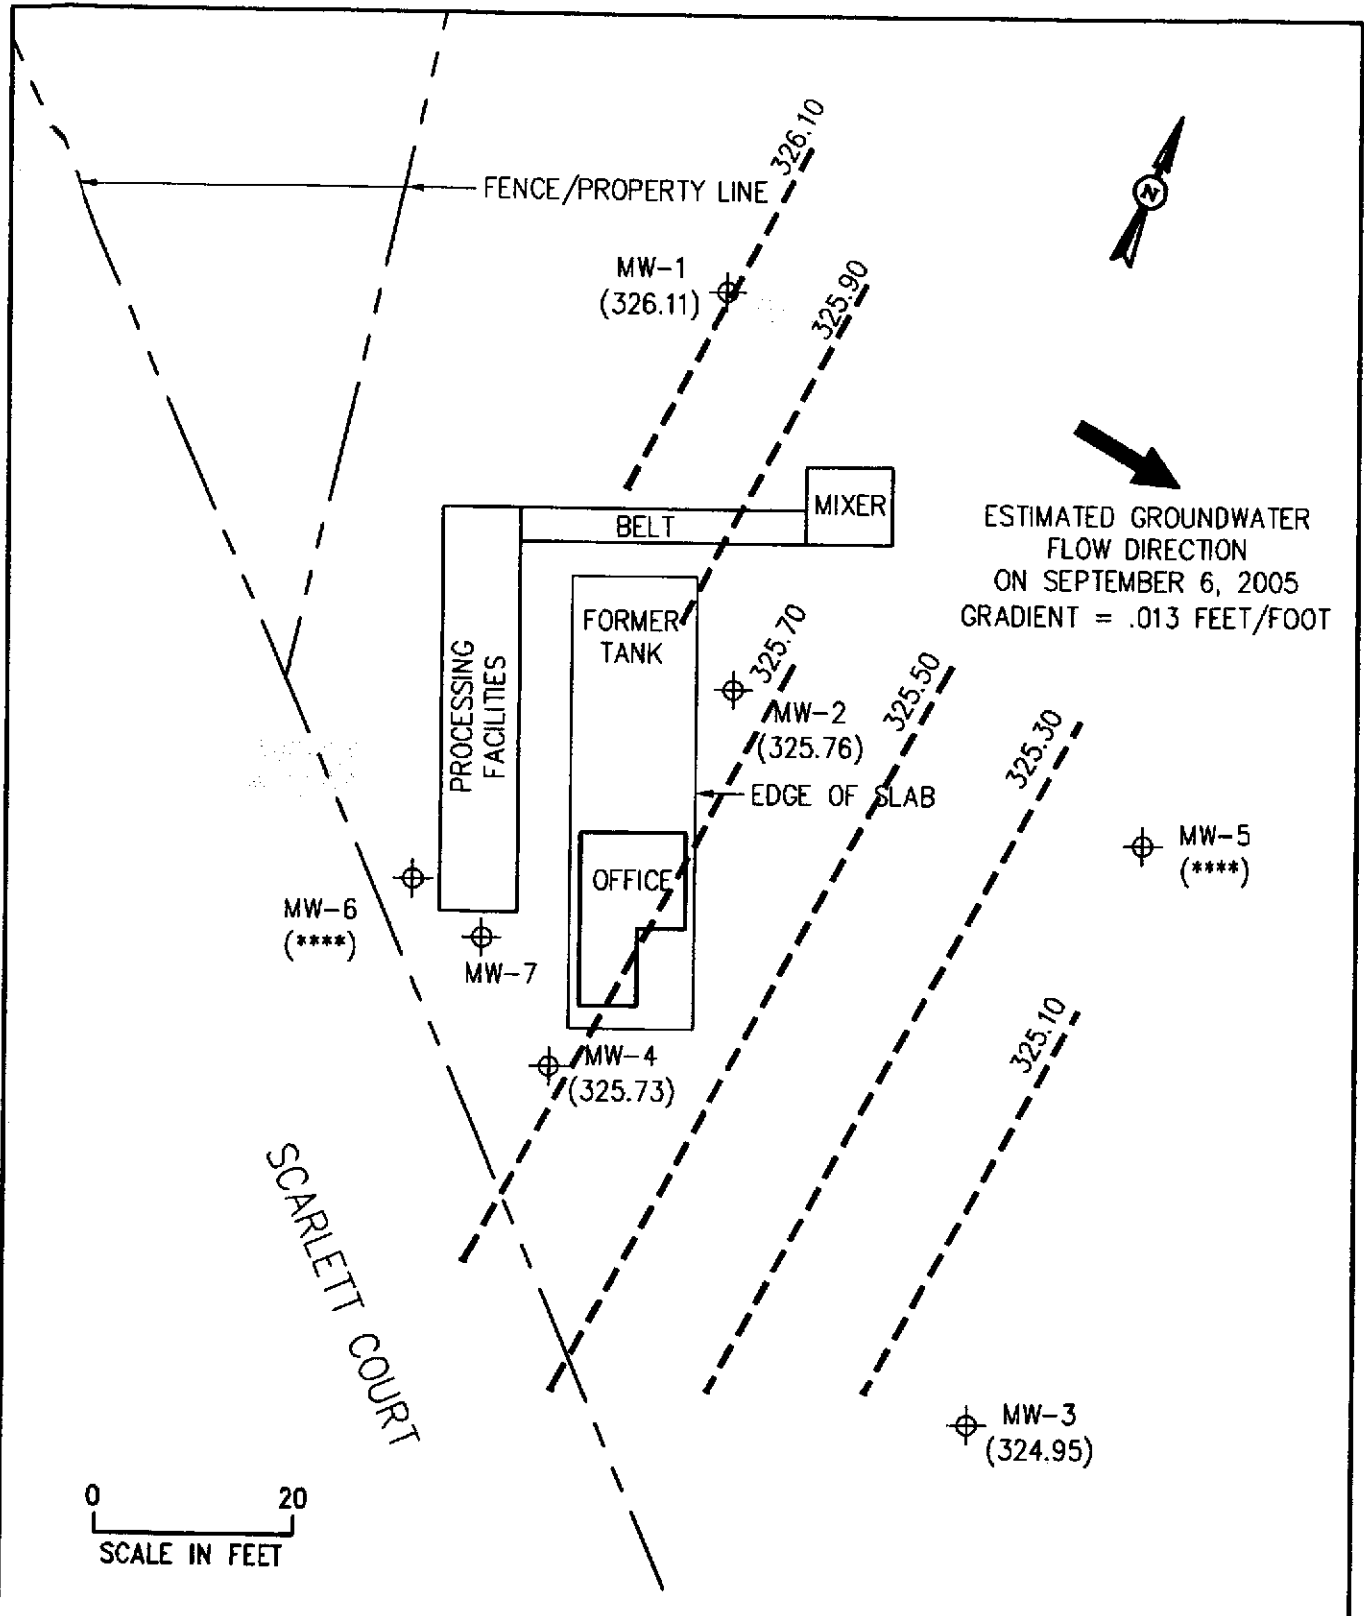 326.10
FENCE/PROPERTY LINE
N
MW-1
(326.11)
325.90
MIXER
BELT
ESTIMATED GROUNDWATER
FLOW DIRECTION
ON SEPTEMBER 6, 2005
GRADIENT = .013 FEET/FOOT
FORMER
TANK
PROCESSING
FACILITIES
325.70
325.50
325.30
MW-2
(325.76)
EDGE OF SLAB
MW-5
(****)
OFFICE
MW-6
(****)
MW-7
325.10
MW-4
(325.73)
SCARLETT COURT
MW-3
(324.95)
0 20
SCALE IN FEET